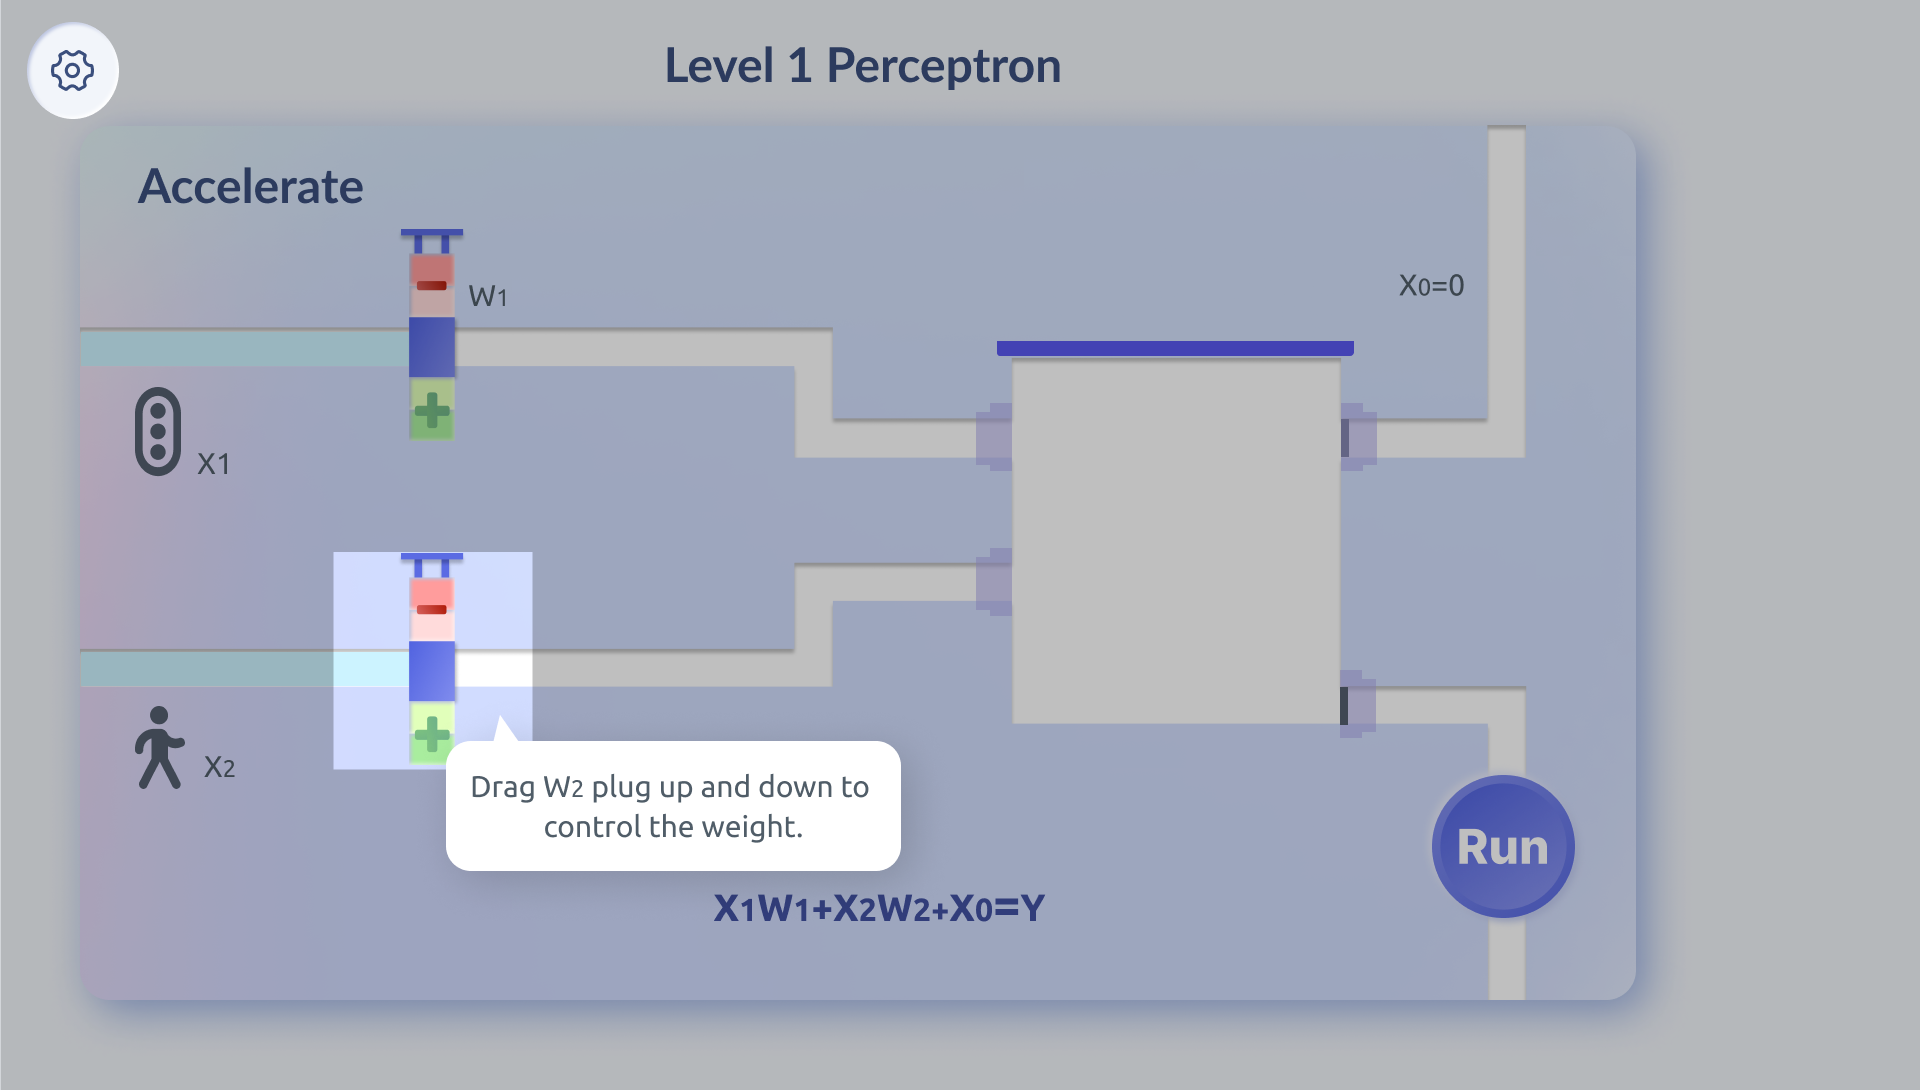 Level 1 Perceptron
Accelerate
W1
X0=0
X1
X2
Drag W2 plug up and down to
control the weight.
Run
X1W1+X2W2+X0=Y